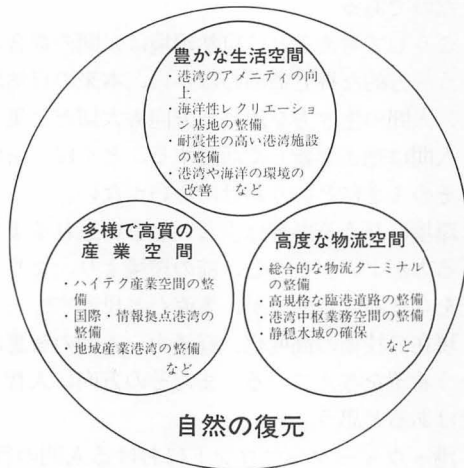 豊かな生活空間
・港湾のアメニティの向
上
・海洋性レクリエーショ
ン基地の整備
・耐震性の高い港湾施設
の整備
・港湾や海洋の環境の
改善 など
多様で高質の
産業空間
・ハイテク産業空間の整
備
・国際・情報拠点港湾の
整備
・地域産業港湾の整備
など
高度な物流空間
・総合的な物流ターミナル
の整備
・高規格な臨港道路の整備
・港湾中枢業務空間の整備
・静穏水域の確保
など
自然の復元